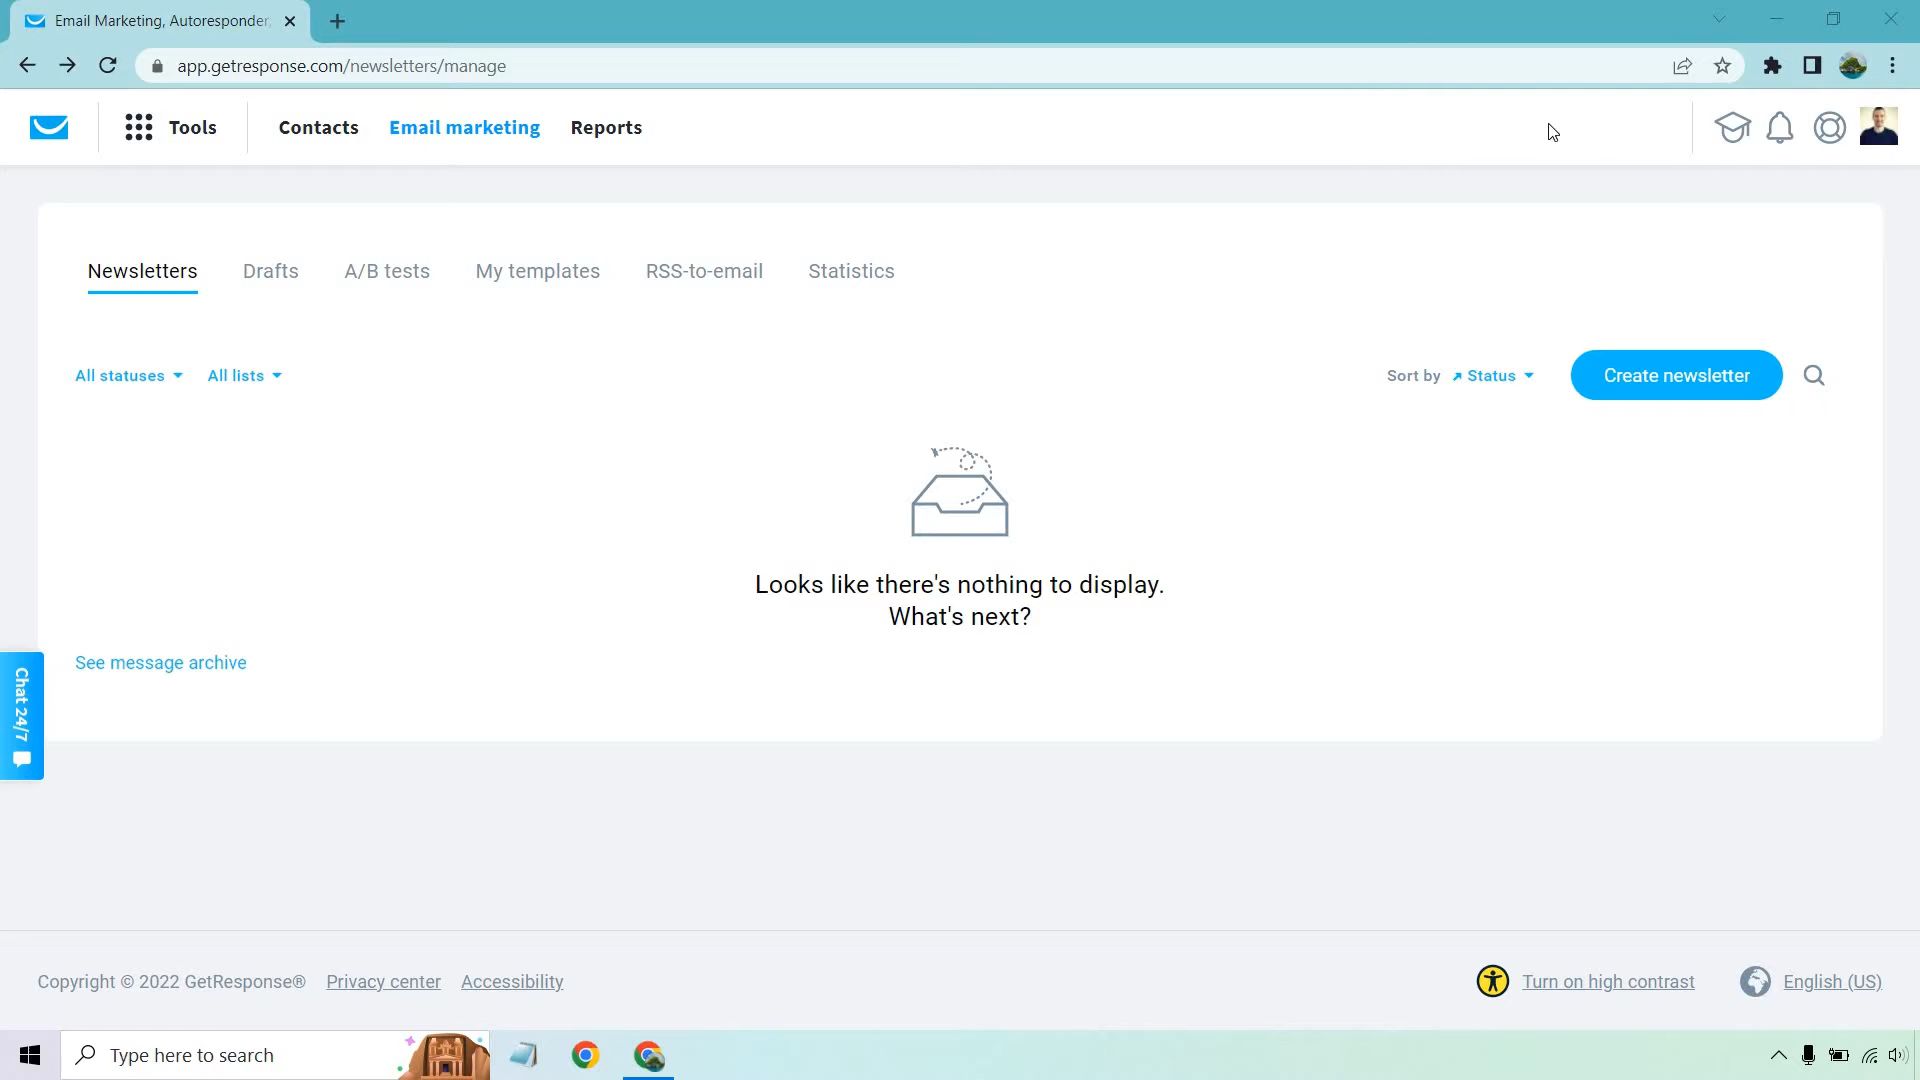 Email Marketing, Autoresponder,
app.getresponse.com/newsletters/manage
Tools
Contacts
Email marketing
Reports
Newsletters
Drafts
A/B tests
My templates
RSS-to-email
Statistics
All statuses
All lists
Sort by
Status
Create newsletter
Looks like there's nothing to display.
What's next?
See message archive
Chat 24/7
Copyright © 2022 GetResponse®
Privacy center
Accessibility
Turn on high contrast
English (US)
Type here to search